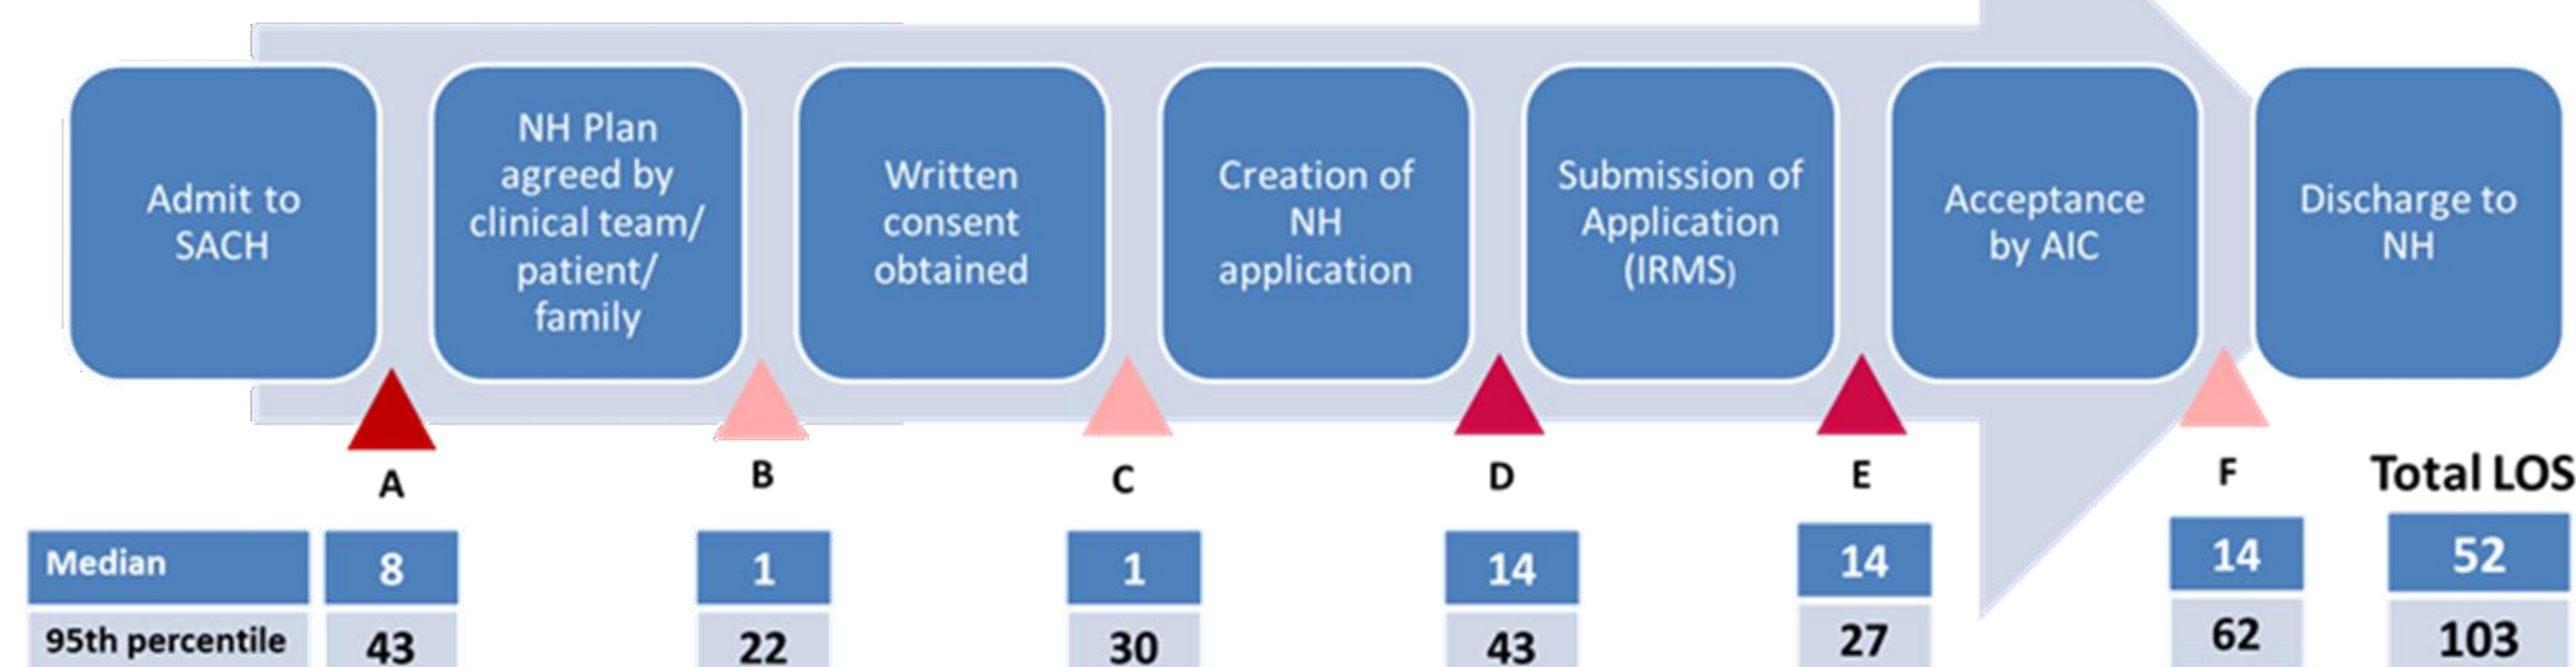 Admit to
SACH
NH Plan
agreed by
clinical team/
patient/
family
Written
consent
obtained
Creation of
NH
application
Submission of
Application
(IRMS)
Acceptance
by AIC
Discharge to
NH
A
B
C
D
E
F
Total LOS
Median 8 1 1 14 14 14 52
95th percentile 43 22 30 43 27 62 103